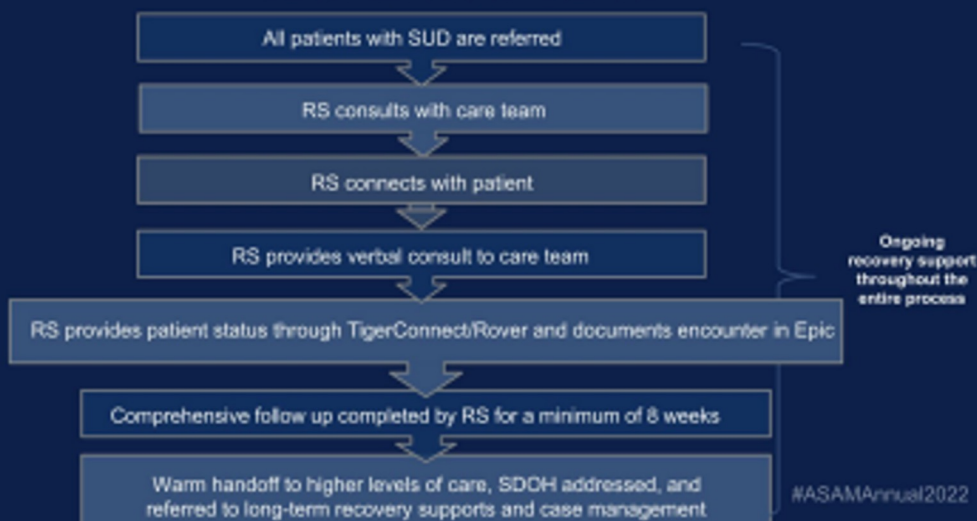 All patients with SUD are referred
RS consults with care team
RS connects with patient
RS provides verbal consult to care team
RS provides patient status through TigerConnect/Rover and documents encounter in Epic
Comprehensive follow up completed by RS for a minimum of 8 weeks
Warm handoff to higher levels of care, SDOH addressed, and
referred to long-term recovery supports and case management
Ongoing
recovery support
throughout the
entire process
#ASAMAnnual2022